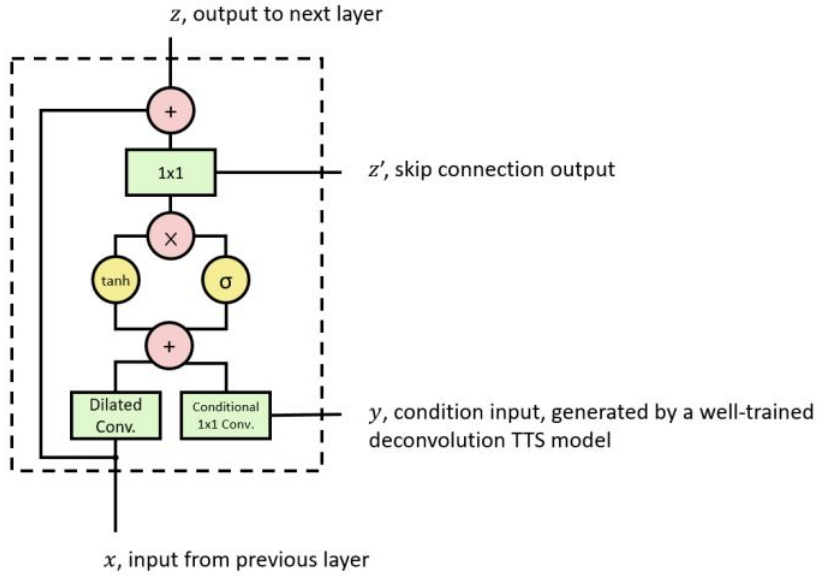 z, output to next layer
+
1x1
z′, skip connection output
×
tanh
σ
+
Dilated
Conv.
Conditional
1x1 Conv.
y, condition input, generated by a well-trained
deconvolution TTS model
x, input from previous layer